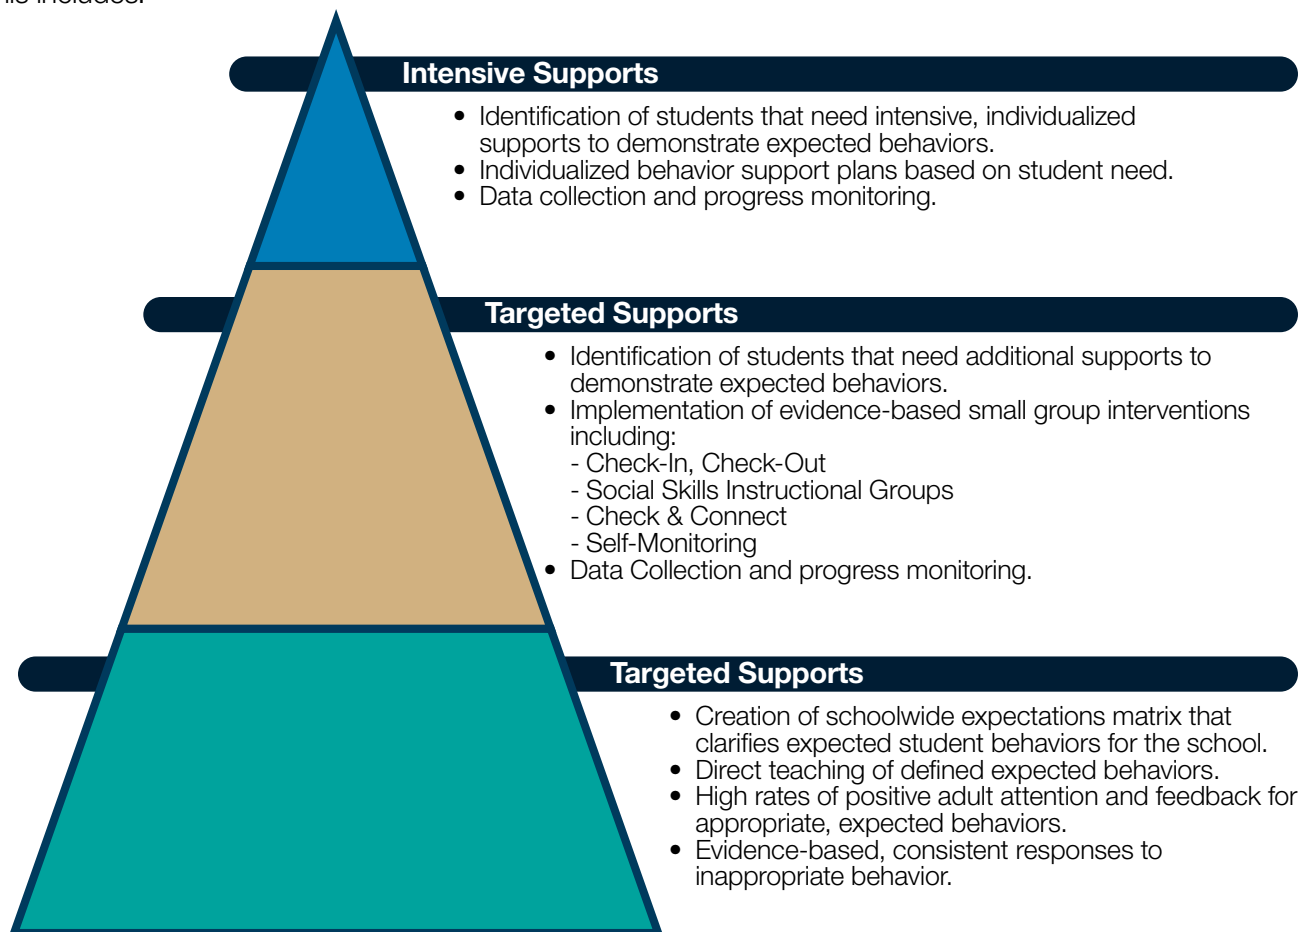 includes:
Intensive Supports
• Identification of students that need intensive, individualized
supports to demonstrate expected behaviors.
• Individualized behavior support plans based on student need.
• Data collection and progress monitoring.
Targeted Supports
• Identification of students that need additional supports to
demonstrate expected behaviors.
• Implementation of evidence-based small group interventions
including:
- Check-In, Check-Out
- Social Skills Instructional Groups
- Check & Connect
- Self-Monitoring
• Data Collection and progress monitoring.
Targeted Supports
• Creation of schoolwide expectations matrix that
clarifies expected student behaviors for the school.
• Direct teaching of defined expected behaviors.
• High rates of positive adult attention and feedback for
appropriate, expected behaviors.
• Evidence-based, consistent responses to
inappropriate behavior.